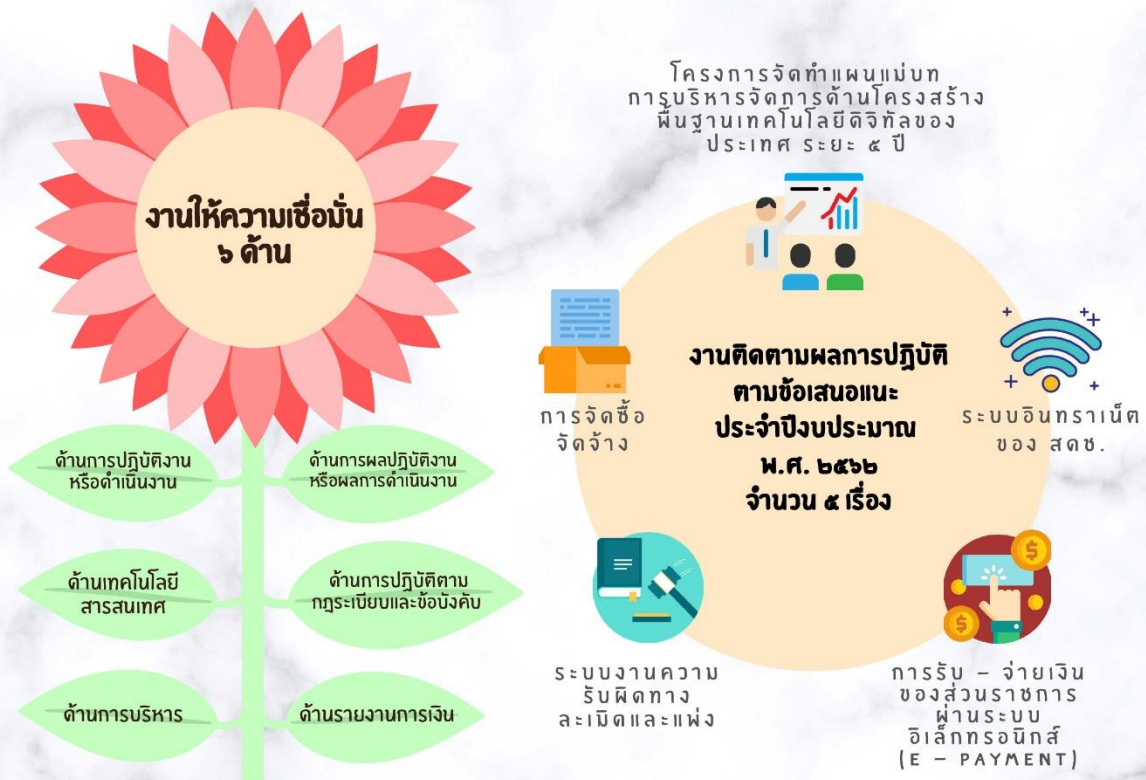 งานให้ความเชื่อมั่น
๖ ด้าน
ด้านการปฏิบัติงาน
หรือดำเนินงาน
ด้านการผลปฏิบัติงาน
หรือผลการดำเนินงาน
ด้านเทคโนโลยี
สารสนเทศ
ด้านการปฏิบัติตาม
กฎระเบียบและข้อบังคับ
ด้านการบริหาร
ด้านรายงานการเงิน
โครงการจัดทำแผนแม่บท
การบริหารจัดการด้านโครงสร้าง
พื้นฐานเทคโนโลยีดิจิทัลของ
ประเทศ ระยะ ๕ ปี
งานติดตามผลการปฏิบัติ
ตามข้อเสนอแนะ
ประจำปีงบประมาณ
พ.ศ. ๒๕๖๒
จำนวน ๕ เรื่อง
การจัดซื้อ
จัดจ้าง
ระบบอินทราเน็ต
ของ สดช.
ระบบงานความ
รับผิดทาง
ละเมิดและแพ่ง
การรับ – จ่ายเงิน
ของส่วนราชการ
ผ่านระบบ
อิเล็กทรอนิกส์
(E – PAYMENT)